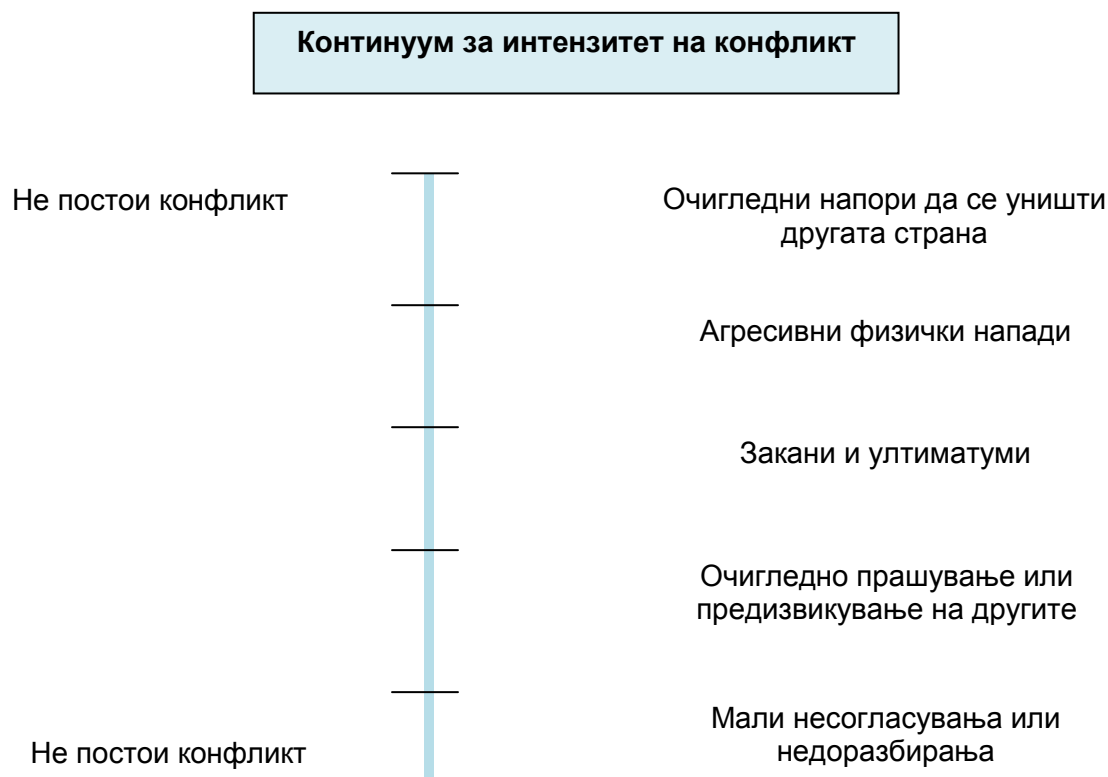 Континуум за интензитет на конфликт
Не постои конфликт
Очигледни напори да се уништи
другата страна
Агресивни физички напади
Закани и ултиматуми
Очигледно прашување или
предизвикување на другите
Мали несогласувања или
недоразбирања
Не постои конфликт